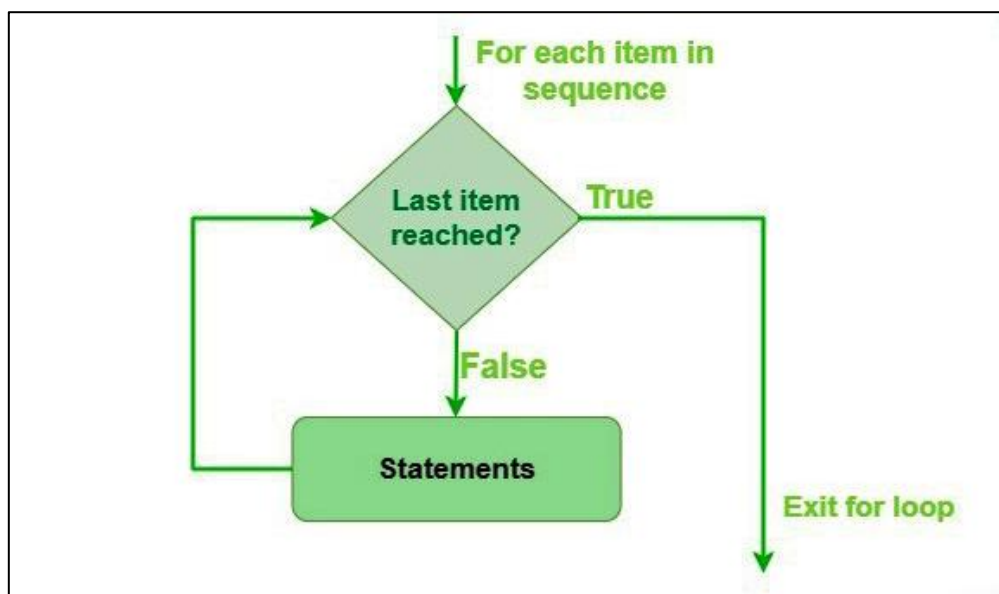 For each item in
sequence
Last item
reached?
True
False
Statements
Exit for loop